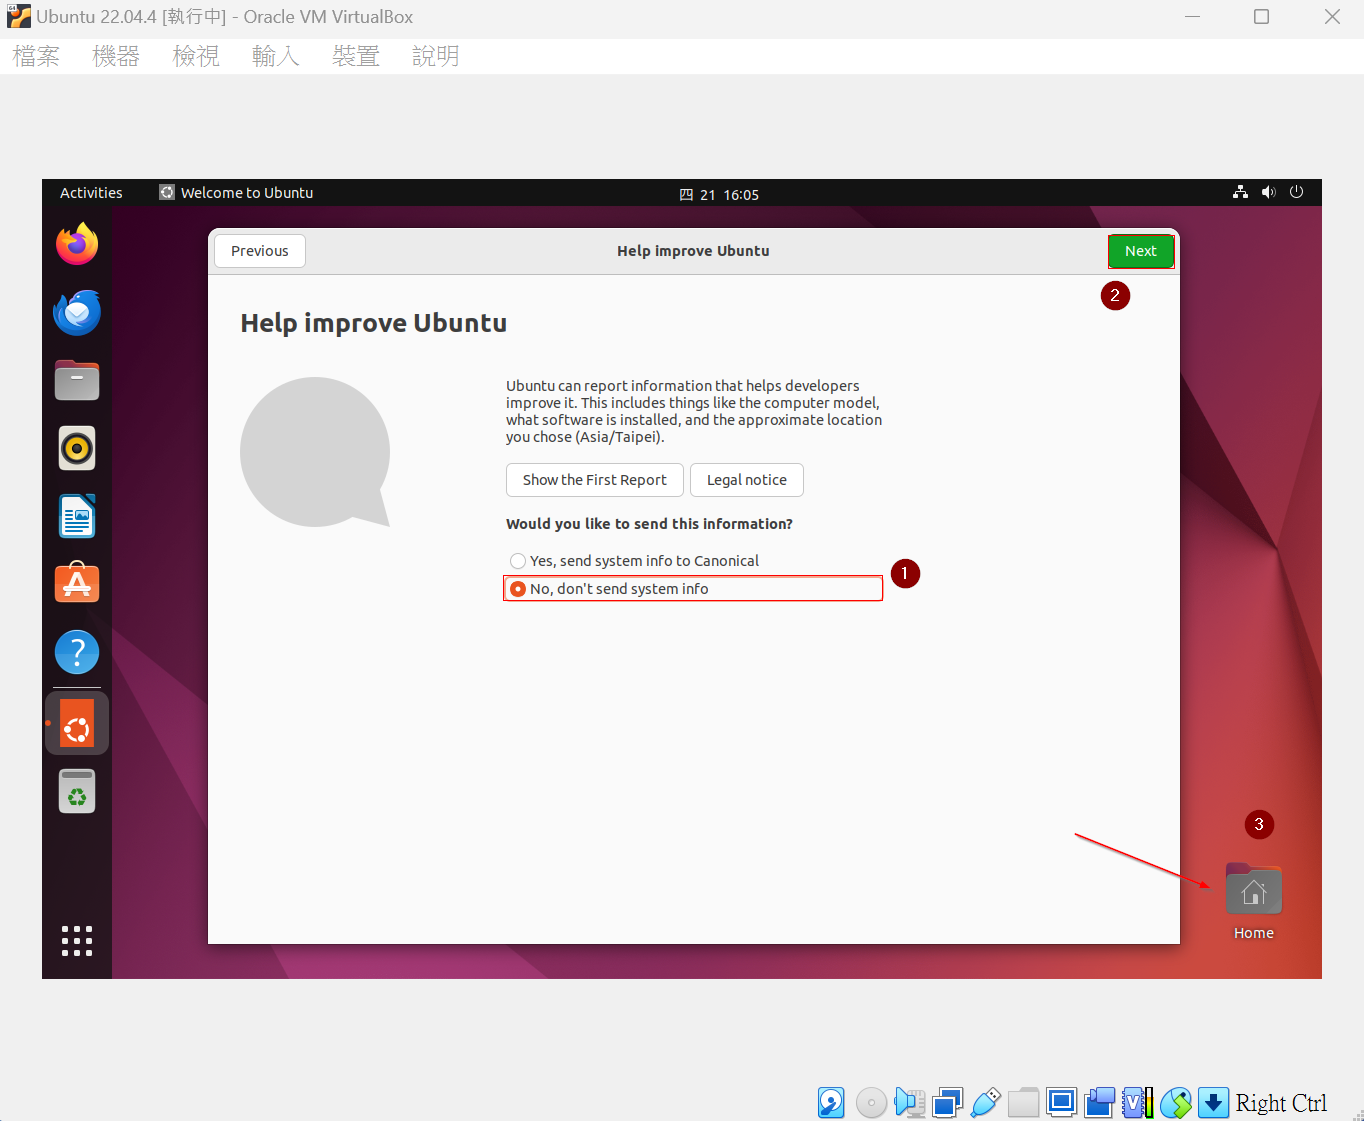 Ubuntu 22.04.4 [執行中] - Oracle VM VirtualBox
檔案 機器 檢視 輸入 裝置 說明
Activities Welcome to Ubuntu 四 21 16:05
Previous Help improve Ubuntu Next
2
Help improve Ubuntu
Ubuntu can report information that helps developers
improve it. This includes things like the computer model,
what software is installed, and the approximate location
you chose (Asia/Taipei).
Show the First Report Legal notice
Would you like to send this information?
Yes, send system info to Canonical
1
No, don't send system info
3
Home
Right Ctrl